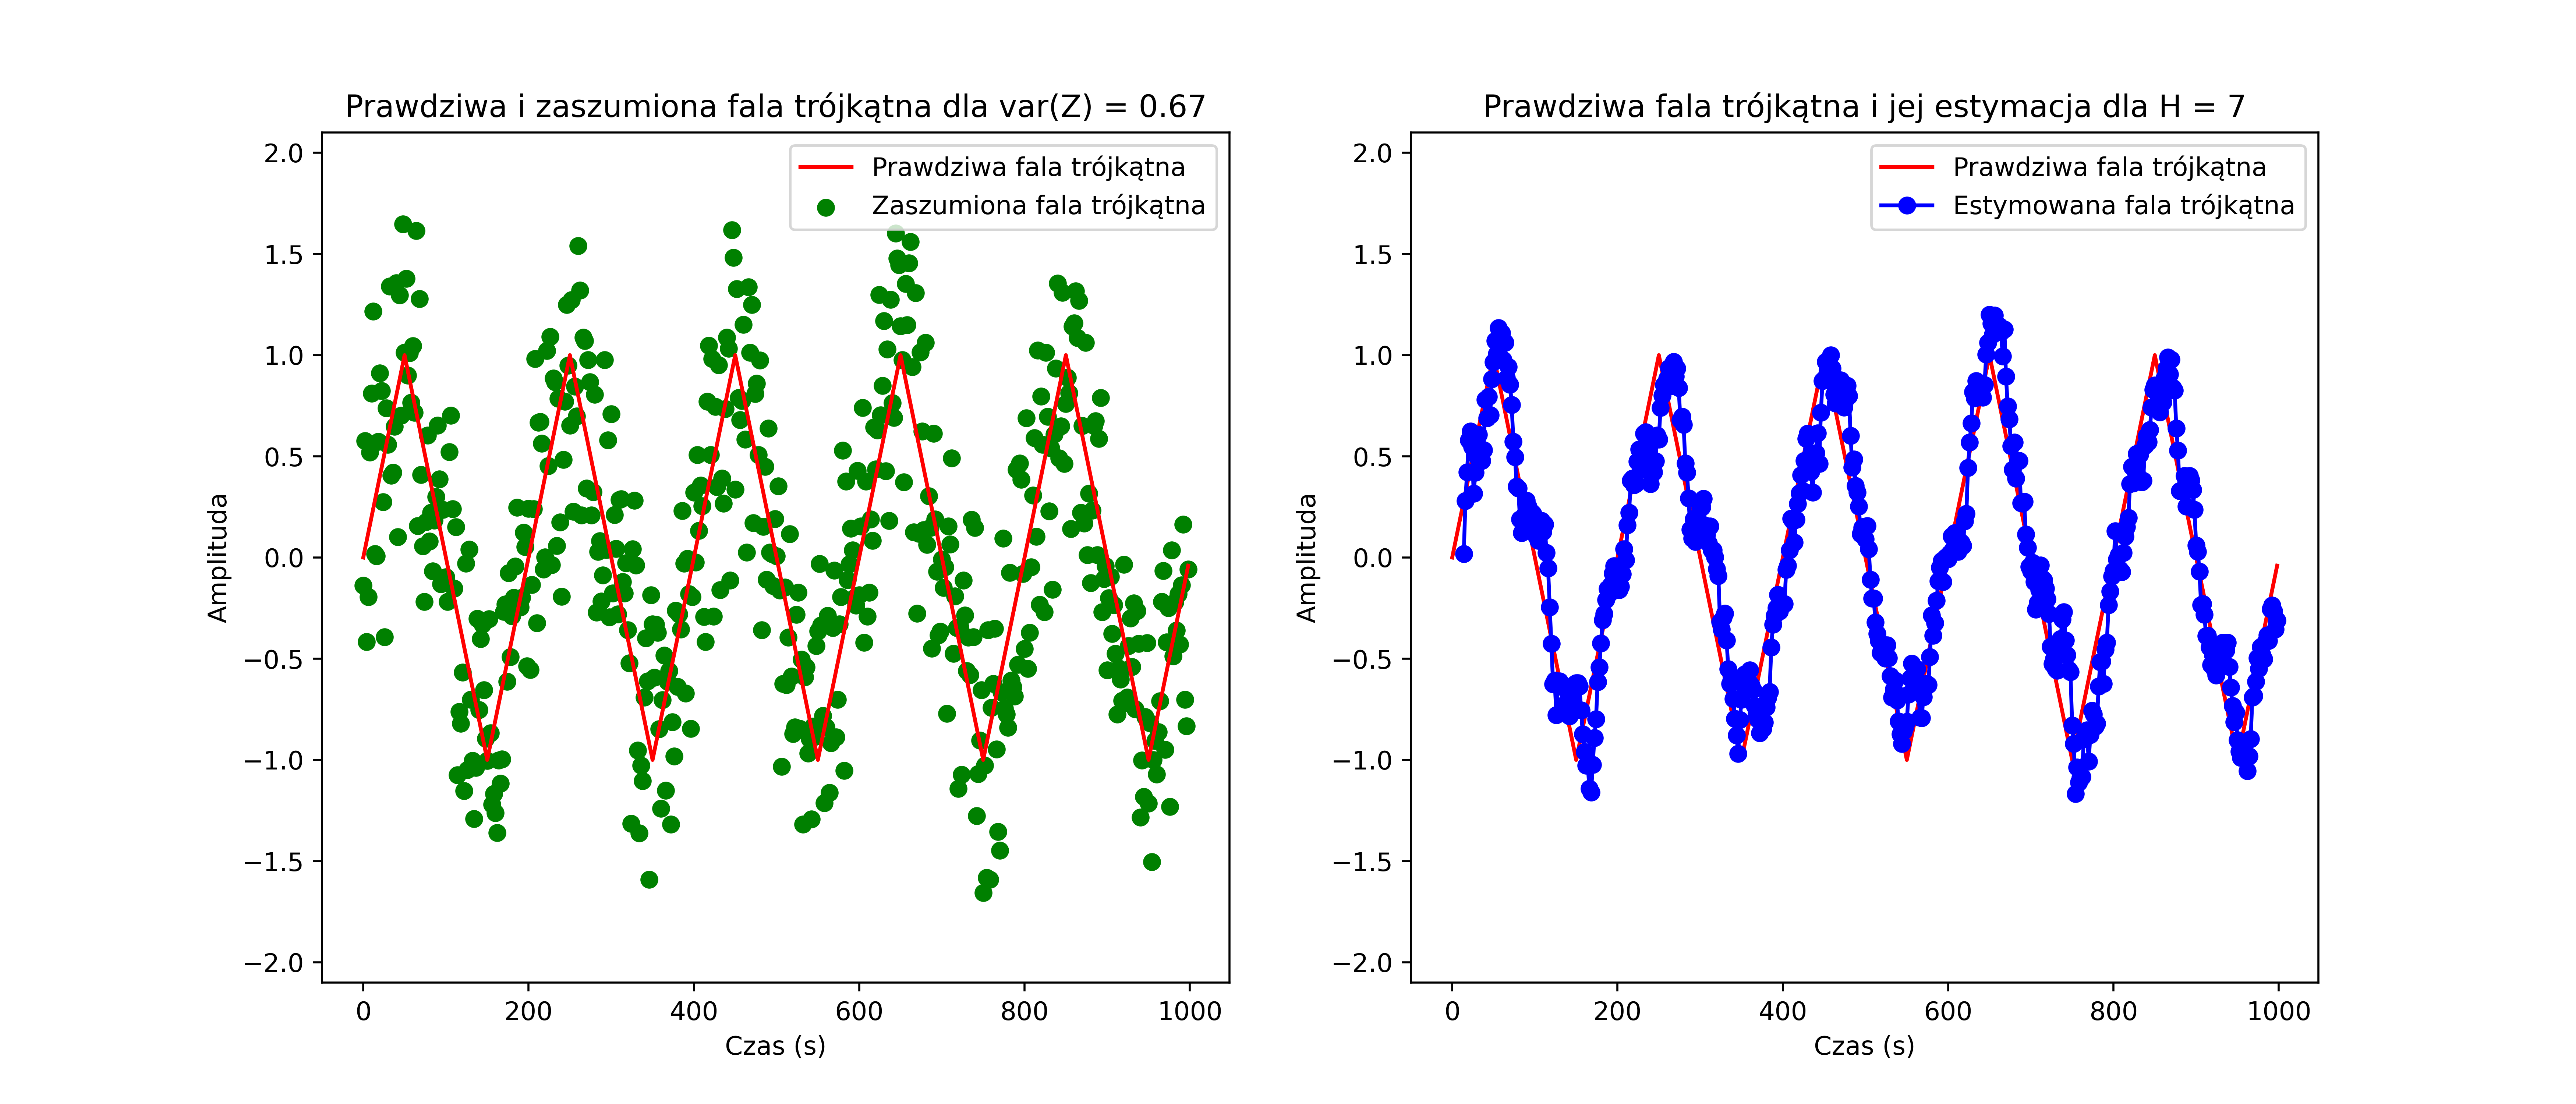 Prawdziwa i zaszumiona fala trójkątna dla var(Z) = 0.67
Prawdziwa fala trójkątna
Zaszumiona fala trójkątna
2.0
1.5
1.0
0.5
0.0
−0.5
−1.0
−1.5
−2.0
Amplituda
0 200 400 600 800 1000
Czas (s)
Prawdziwa fala trójkątna i jej estymacja dla H = 7
Prawdziwa fala trójkątna
Estymowana fala trójkątna
2.0
1.5
1.0
0.5
0.0
−0.5
−1.0
−1.5
−2.0
Amplituda
0 200 400 600 800 1000
Czas (s)